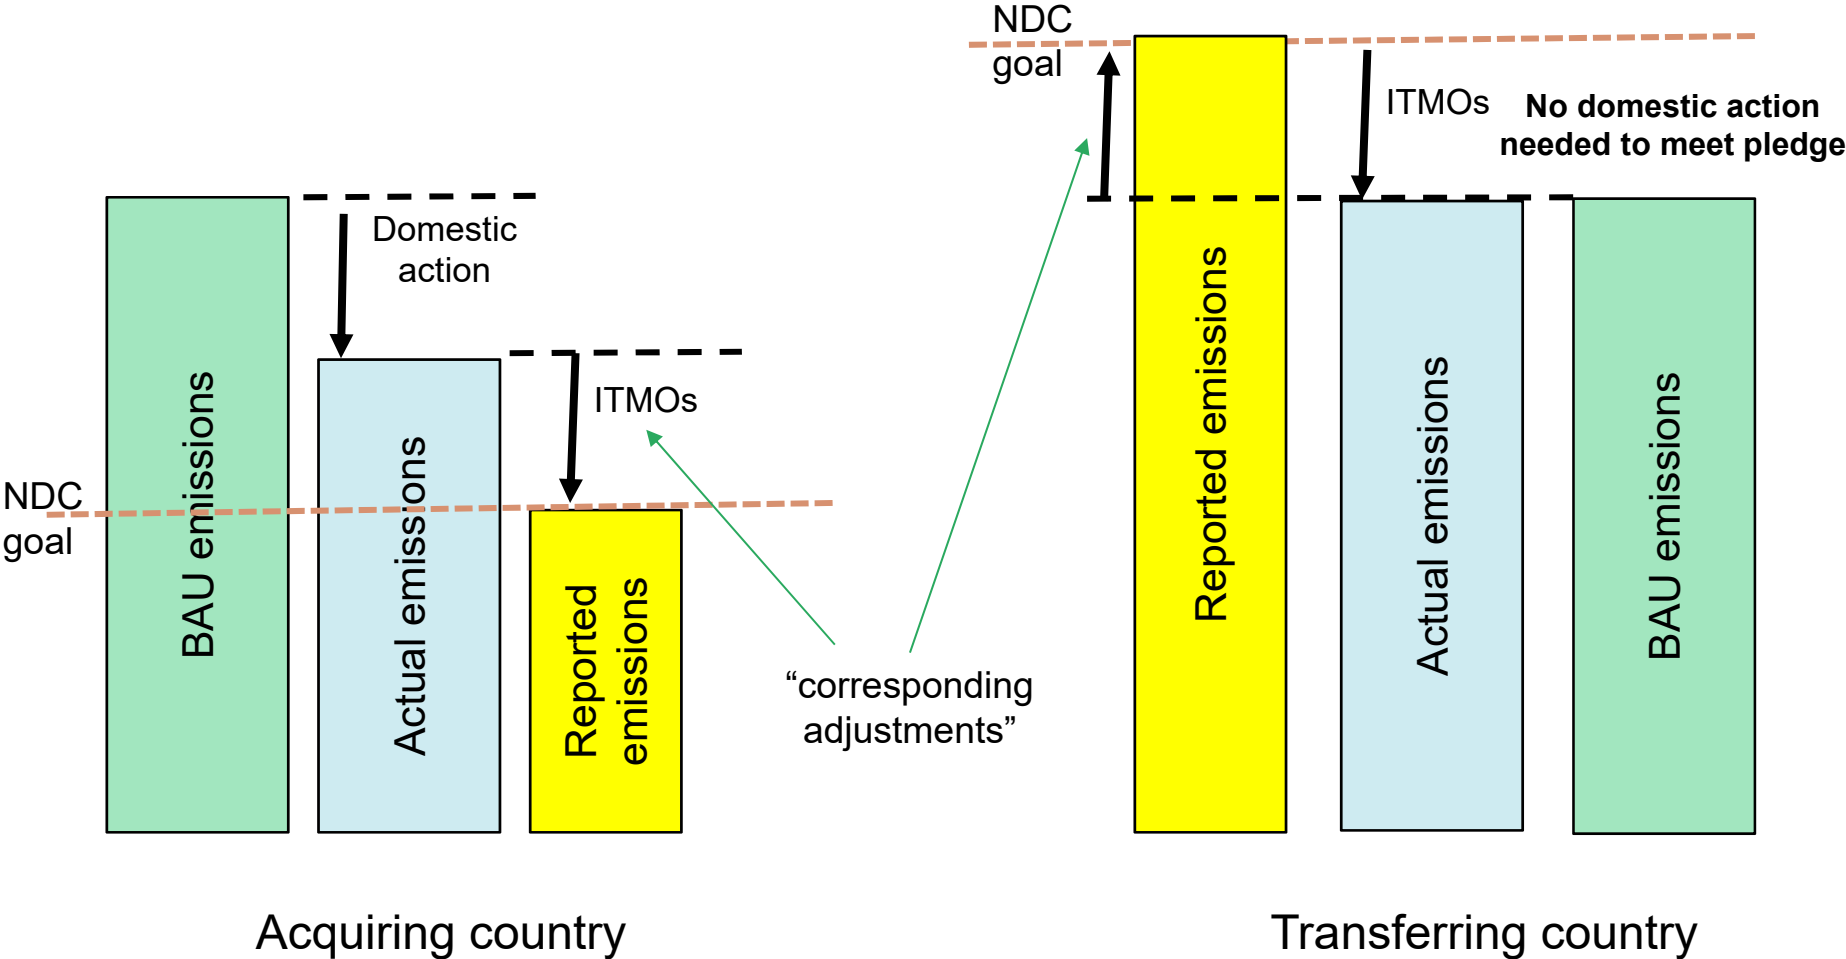 NDC
goal
BAU emissions
Domestic
action
Actual emissions
ITMOs
Reported
emissions
“corresponding
adjustments”
Acquiring country
NDC
goal
Reported emissions
ITMOs
No domestic action
needed to meet pledge
Actual emissions
BAU emissions
Transferring country